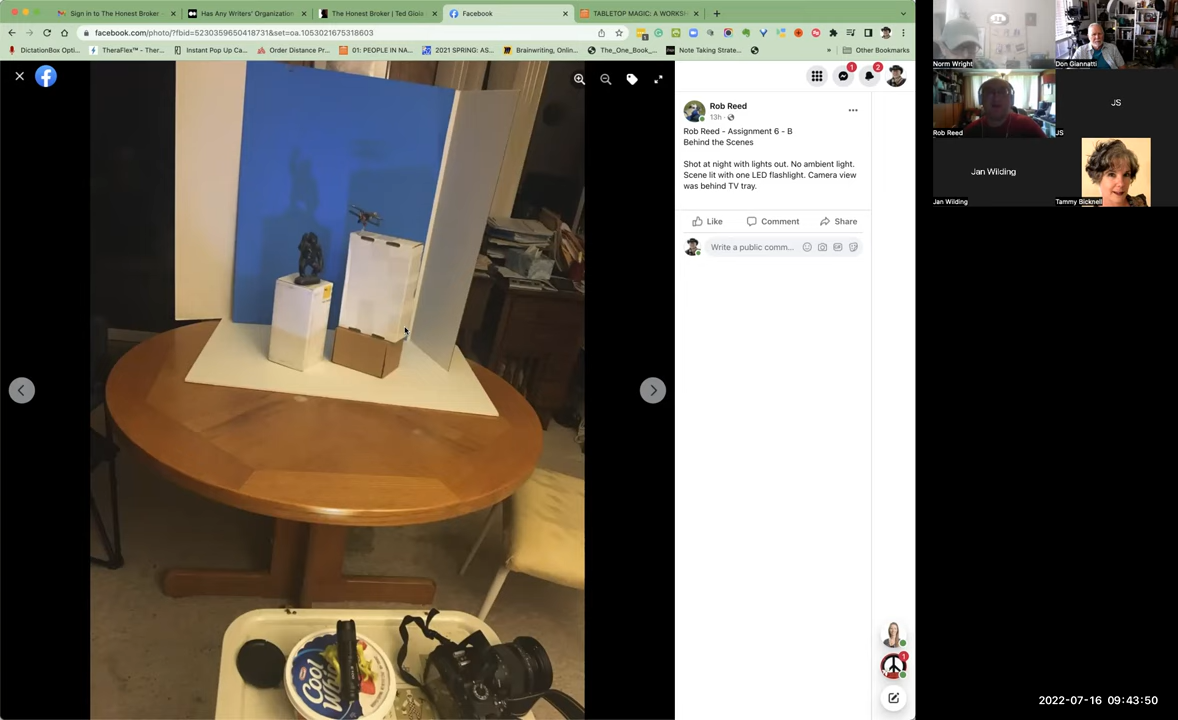 Sign in to The Honest Broker
Has Any Writers' Organization
The Honest Broker | Ted Gioia
Facebook
TABLETOP MAGIC: A WORKSH
facebook.com/photo/?fbid=5230359650418731&set=oa.1053021675318603
DictationBox Opti...
TheraFlex™ - Ther...
Instant Pop Up Ca...
Order Distance Pr...
01: PEOPLE IN NA...
2021 SPRING: AS...
Brainwriting, Onlin...
The_One_Book_...
Note Taking Strate...
»
Other Bookmarks
1
2
Rob Reed
13h
Rob Reed - Assignment 6 - B
Behind the Scenes
Shot at night with lights out. No ambient light.
Scene lit with one LED flashlight. Camera view
was behind TV tray.
Like
Comment
Share
Write a public comm...
1
Cool
Whip
Norm Wright
Don Giannatti
Rob Reed
JS
JS
Jan Wilding
Jan Wilding
Tammy Bicknell
2022-07-16 09:43:50